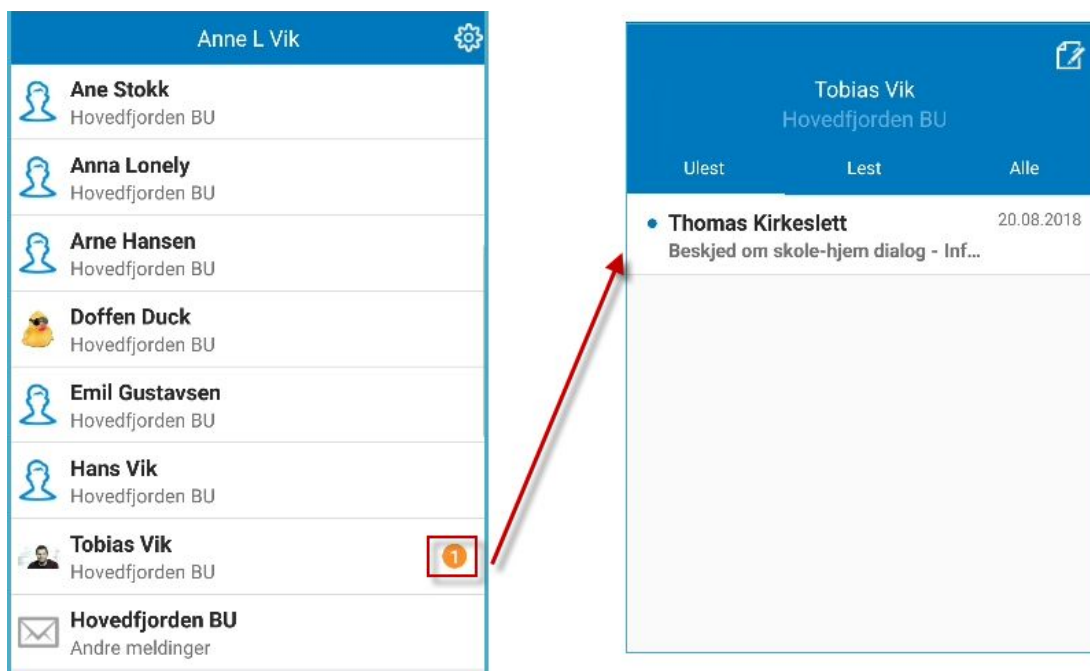 Anne L Vik
Ane Stokk
Hovedfjorden BU
Anna Lonely
Hovedfjorden BU
Arne Hansen
Hovedfjorden BU
Doffen Duck
Hovedfjorden BU
Emil Gustavsen
Hovedfjorden BU
Hans Vik
Hovedfjorden BU
Tobias Vik
1
Hovedfjorden BU
Hovedfjorden BU
Andre meldinger
Tobias Vik
Hovedfjorden BU
Ulest Lest Alle
Thomas Kirkeslett 20.08.2018
Beskjed om skole-hjem dialog - Inf...